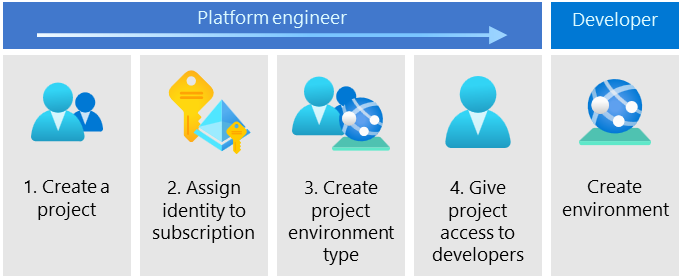 Platform engineer
Developer
1. Create a
project
2. Assign
identity to
subscription
3. Create
project
environment
type
4. Give
project
access to
developers
Create
environment